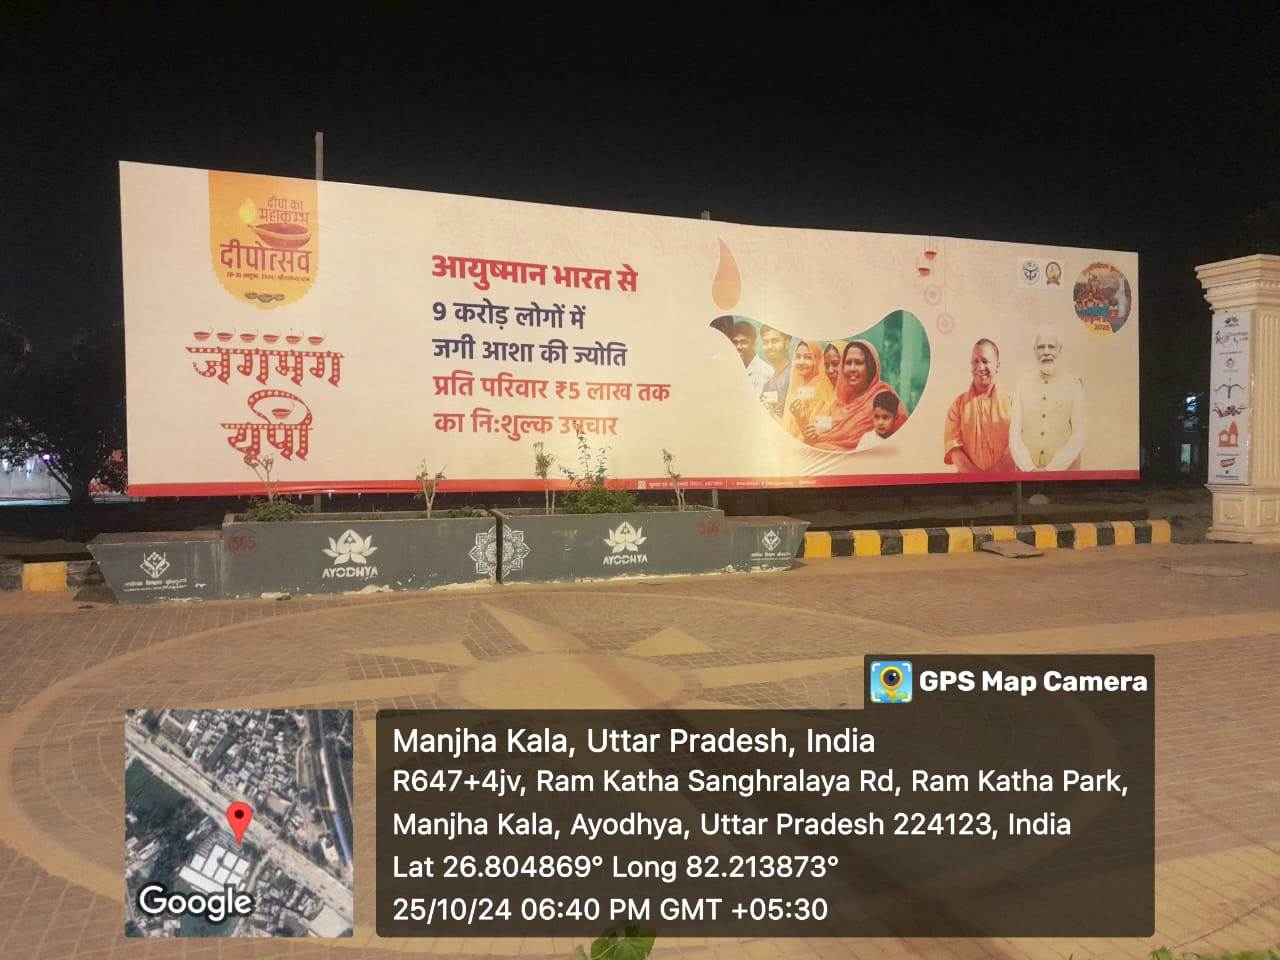 दीपों का
महाकुम्भ
दीपोत्सव
जगमग
यूपी
आयुष्मान भारत से
9 करोड़ लोगों में
जगी आशा की ज्योति
प्रति परिवार ₹5 लाख तक
का नि:शुल्क उपचार
2025
365
AYODHYA
AYODHYA
GPS Map Camera
Manjha Kala, Uttar Pradesh, India
R647+4jv, Ram Katha Sanghralaya Rd, Ram Katha Park,
Manjha Kala, Ayodhya, Uttar Pradesh 224123, India
Lat 26.804869° Long 82.213873°
25/10/24 06:40 PM GMT +05:30
Google